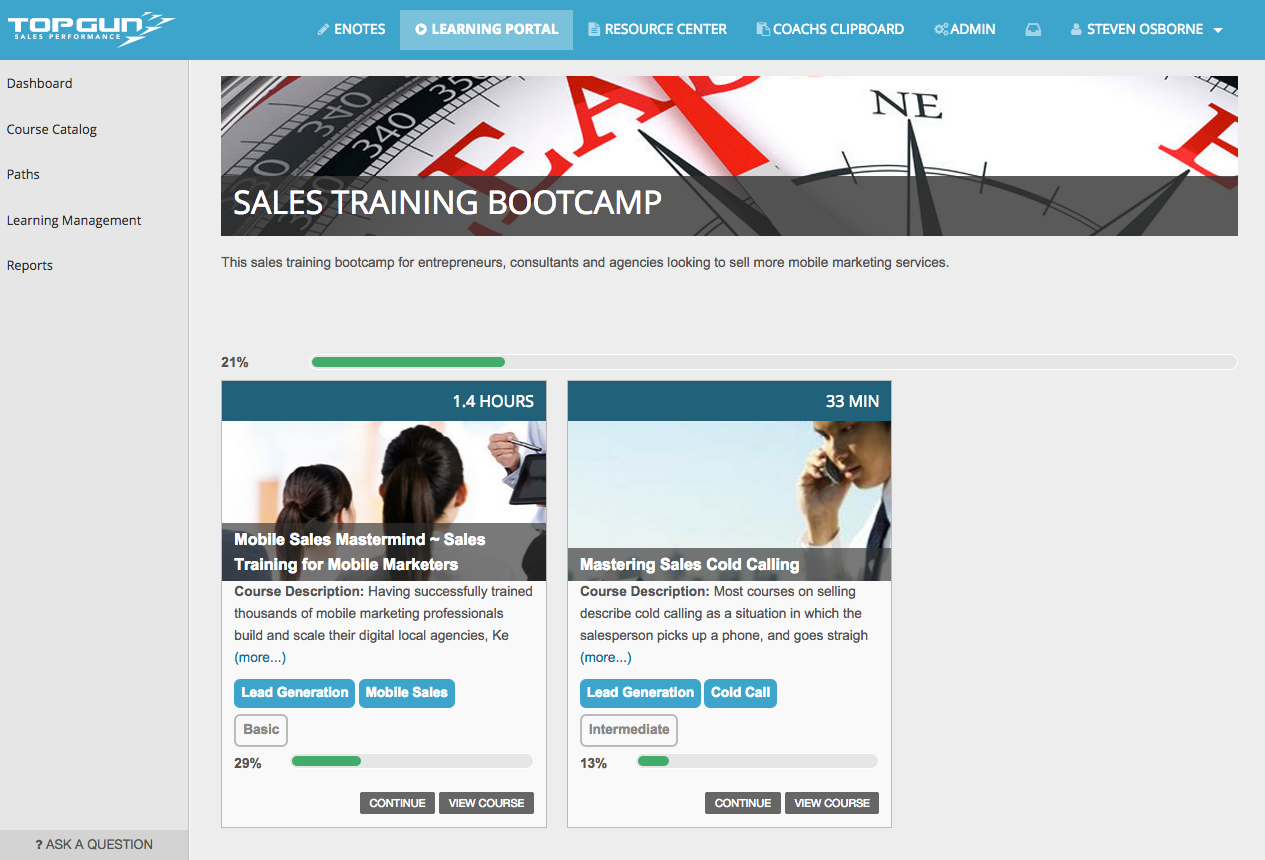 TOPGUN
SALES PERFORMANCE
ENOTES
LEARNING PORTAL
RESOURCE CENTER
COACHS CLIPBOARD
ADMIN
STEVEN OSBORNE
Dashboard
Course Catalog
Paths
Learning Management
Reports
? ASK A QUESTION
30
340
340
350
LEAD
NE
SALES TRAINING BOOTCAMP
This sales training bootcamp for entrepreneurs, consultants and agencies looking to sell more mobile marketing services.
21%
1.4 HOURS
Mobile Sales Mastermind ~ Sales
Training for Mobile Marketers
Course Description: Having successfully trained
thousands of mobile marketing professionals
build and scale their digital local agencies, Ke
(more...)
Lead Generation
Mobile Sales
Basic
29%
CONTINUE
VIEW COURSE
33 MIN
Mastering Sales Cold Calling
Course Description: Most courses on selling
describe cold calling as a situation in which the
salesperson picks up a phone, and goes straigh
(more...)
Lead Generation
Cold Call
Intermediate
13%
CONTINUE
VIEW COURSE